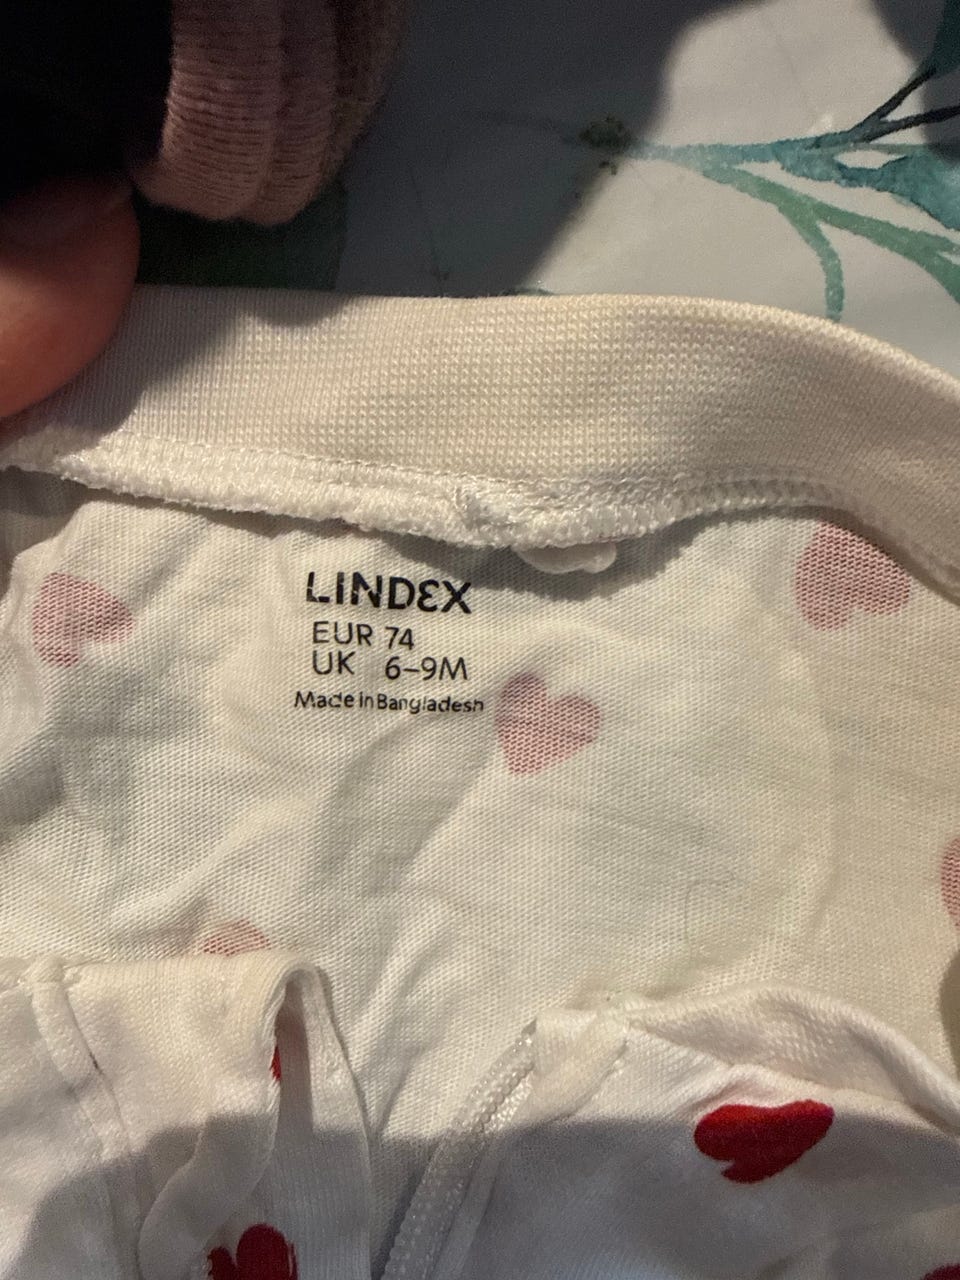 LINDEX
EUR 74
UK 6-9M
Made in Bangladesh